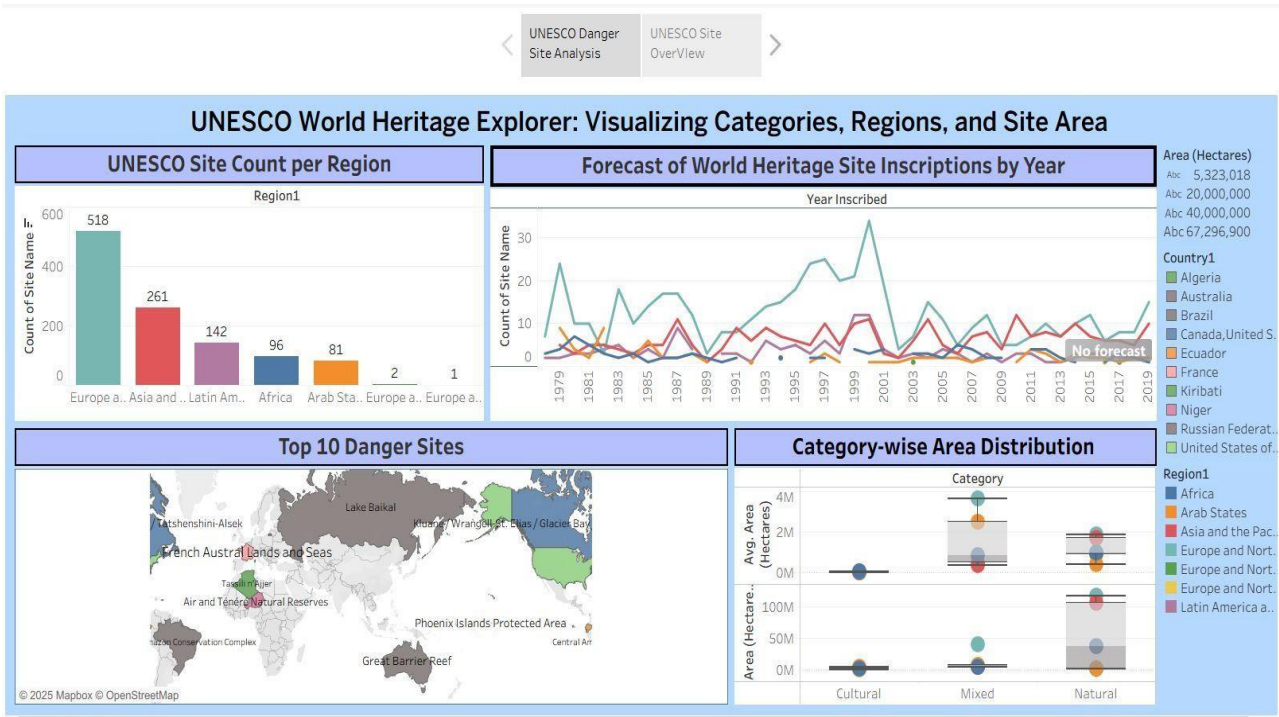 UNESCO Danger
Site Analysis
UNESCO Site
OverVIew
UNESCO World Heritage Explorer: Visualizing Categories, Regions, and Site Area
UNESCO Site Count per Region
Region1
Count of Site Name
600
400
200
0
518
261
142
96
81
2
1
Europe a..
Asia and ..
Latin Am..
Africa
Arab Sta..
Europe a..
Europe a..
Forecast of World Heritage Site Inscriptions by Year
Year Inscribed
Count of Site Name
30
20
10
0
No forecast
1979
1981
1983
1985
1987
1989
1991
1993
1995
1997
1999
2001
2003
2005
2007
2009
2011
2013
2015
2017
2019
Area (Hectares)
Abc 5,323,018
Abc 20,000,000
Abc 40,000,000
Abc 67,296,900
Country1
Algeria
Australia
Brazil
Canada,United S.
Ecuador
France
Kiribati
Niger
Russian Federat..
United States of..
Region1
Africa
Arab States
Asia and the Pac.
Europe and Nort.
Europe and Nort.
Europe and Nort.
Latin America a..
Top 10 Danger Sites
Lake Baikal
/ Tatshenshini-Alsek
Kluane / Wrangell-St. Elias / Glacier Bay
French Austral Lands and Seas
Tassili n'Ajjer
Air and Ténéré Natural Reserves
Phoenix Islands Protected Area
Conservation Complex
Central Am
Great Barrier Reef
© 2025 Mapbox © OpenStreetMap
Category-wise Area Distribution
Category
Avg. Area
(Hectares)
4M
2M
0M
Area (Hectare..
100M
50M
0M
Cultural
Mixed
Natural